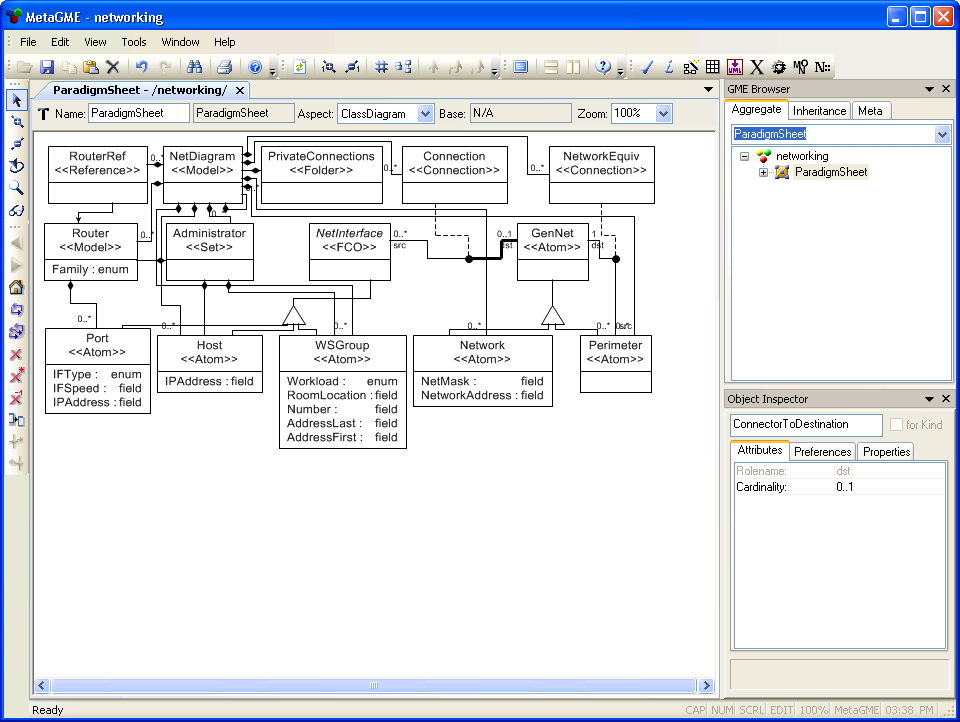 MetaGME - networking
File Edit View Tools Window Help
ParadigmSheet - /networking/
Name: ParadigmSheet ParadigmSheet Aspect: ClassDiagram Base: N/A Zoom: 100%
RouterRef
<<Reference>>
0..*
NetDiagram
<<Model>>
PrivateConnections
<<Folder>>
0..*
Connection
<<Connection>>
0..*
NetworkEquiv
<<Connection>>
Router
<<Model>>
Family : enum
0..*
Administrator
<<Set>>
NetInterface
<<FCO>>
0..*
src
0..1
dst
GenNet
<<Atom>>
1
dst
0..*
Port
<<Atom>>
IFType : enum
IFSpeed : field
IPAddress : field
0..*
Host
<<Atom>>
IPAddress : field
0..*
WSGroup
<<Atom>>
Workload : enum
RoomLocation : field
Number : field
AddressLast : field
AddressFirst : field
0..*
Network
<<Atom>>
NetMask : field
NetworkAddress : field
0..*
Perimeter
<<Atom>>
GME Browser
Aggregate Inheritance Meta
ParadigmSheet
networking
ParadigmSheet
Object Inspector
ConnectorToDestination for Kind
Attributes Preferences Properties
Rolename: dst
Cardinality: 0..1
Ready
CAP NUM SCRL EDIT 100% MetaGME 03:38 PM